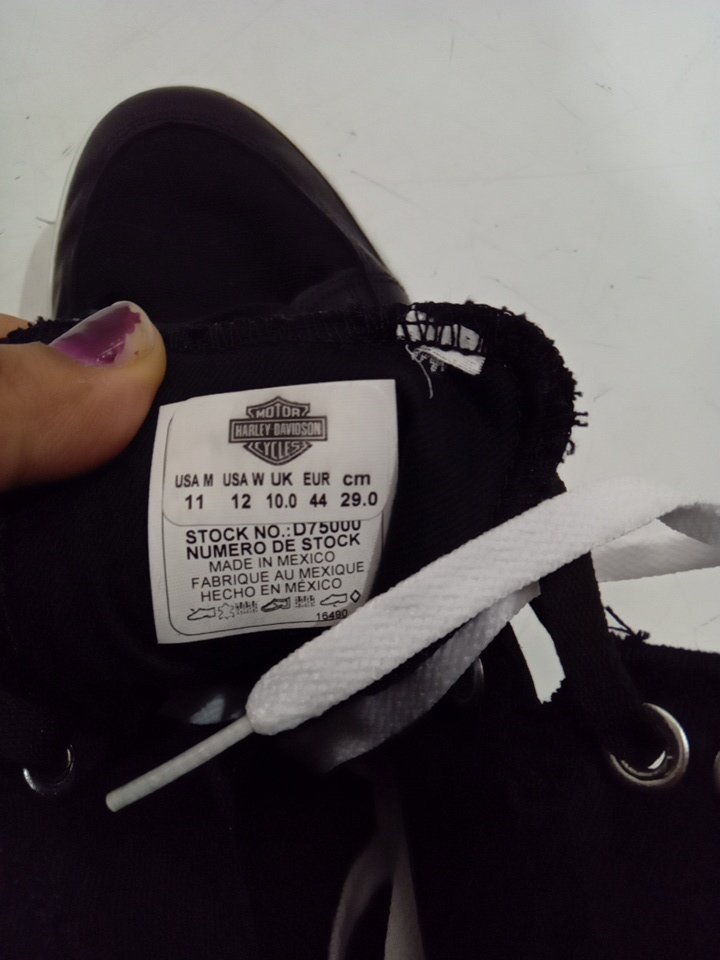 MOTOR
HARLEY-DAVIDSON
CYCLES
USA M USA W UK EUR cm
11 12 10.0 44 29.0
STOCK NO.:D75000
NUMERO DE STOCK
MADE IN MEXICO
FABRIQUE AU MEXIQUE
HECHO EN MÉXICO
16490